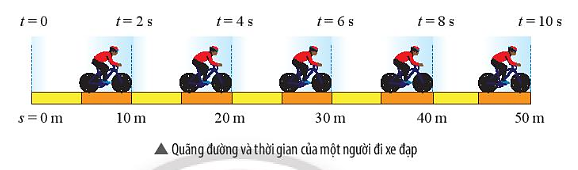 t = 0 t = 2 s t = 4 s t = 6 s t = 8 s t = 10 s
s = 0 m 10 m 20 m 30 m 40 m 50 m
▲ Quãng đường và thời gian của một người đi xe đạp